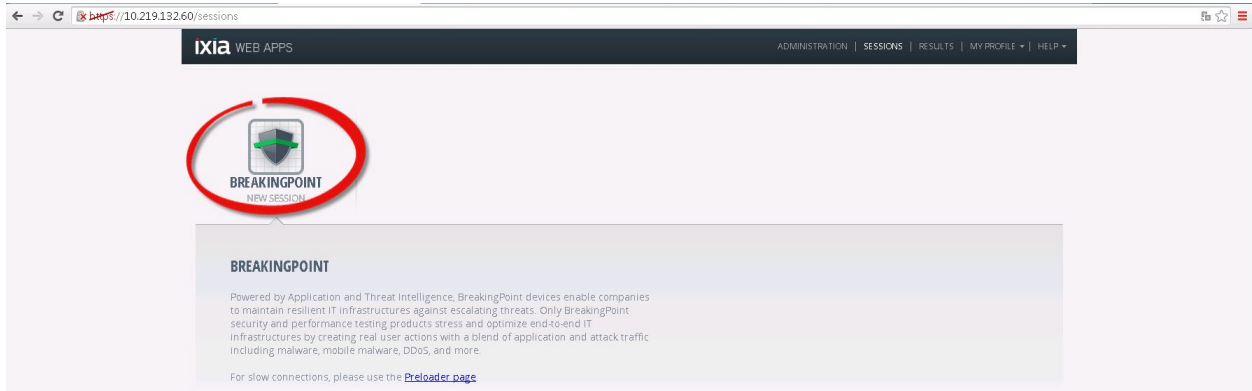 https://10.219.132.60/sessions
ixia WEB APPS
ADMINISTRATION | SESSIONS | RESULTS | MY PROFILE | HELP
BREAKINGPOINT
NEW SESSION
BREAKINGPOINT
Powered by Application and Threat Intelligence, BreakingPoint devices enable companies
to maintain resilient IT infrastructures against escalating threats. Only BreakingPoint
security and performance testing products stress and optimize end-to-end IT
infrastructures by creating real user actions with a blend of application and attack traffic
including malware, mobile malware, DDoS, and more.
For slow connections, please use the Preloader page